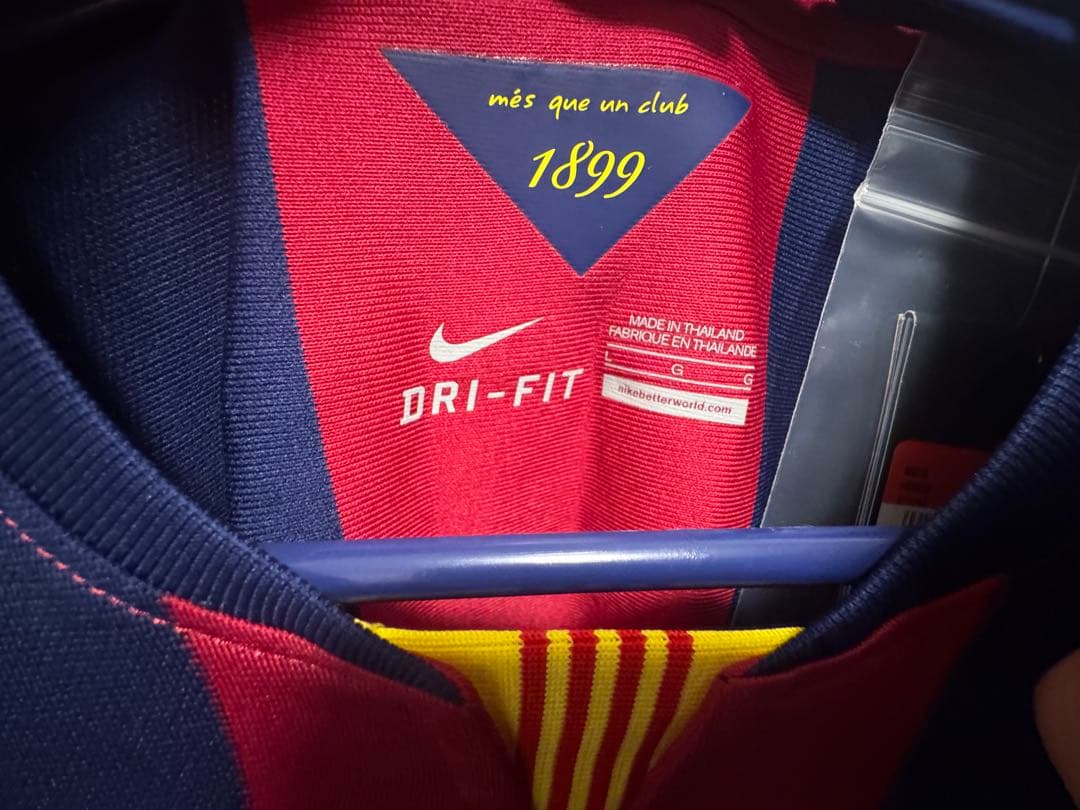 més que un club
1899
DRI-FIT
MADE IN THAILAND
FABRIQUE EN THAILANDE
L G G
nikebetterworld.com